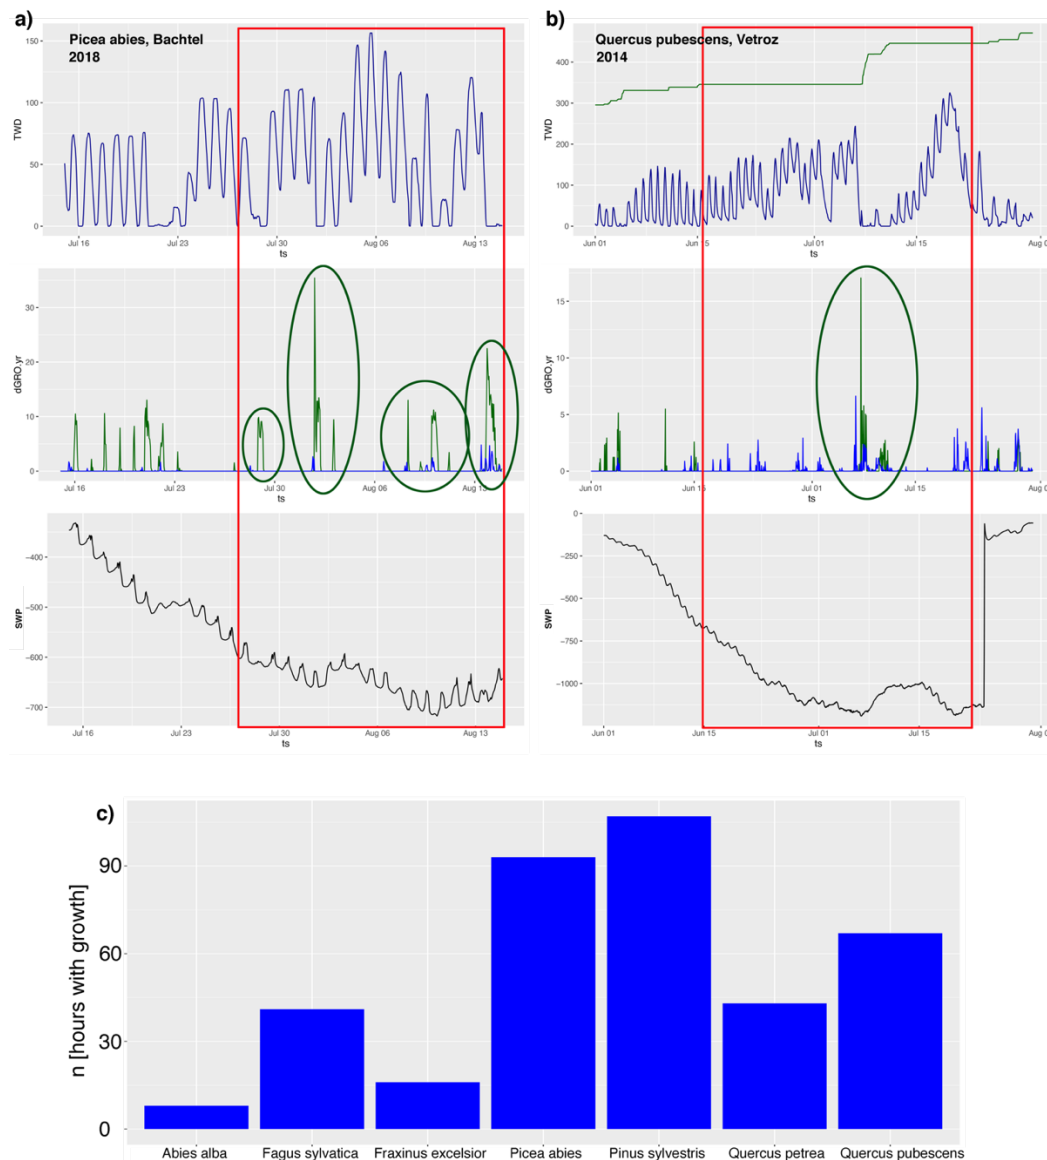 a)
Picea abies, Bachtel
2018
150
100
50
0
TWD
Jul 16
Jul 23
Jul 30
Aug 06
Aug 13
ts
30
20
10
0
dGRO.yr
Jul 16
Jul 23
Jul 30
Aug 06
Aug 13
ts
−400
−500
−600
−700
SWP
Jul 16
Jul 23
Jul 30
Aug 06
Aug 13
ts
b)
Quercus pubescens, Vetroz
2014
400
300
200
100
0
TWD
Jun 01
Jun 15
Jul 01
Jul 15
Aug 0
ts
15
10
5
0
dGRO.yr
Jun 01
Jun 15
Jul 01
Jul 15
Aug 0
ts
0
−250
−500
−750
−1000
SWP
Jun 01
Jun 15
Jul 01
Jul 15
Aug 0
ts
c)
90
60
30
0
n [hours with growth]
Abies alba
Fagus sylvatica
Fraxinus excelsior
Picea abies
Pinus sylvestris
Quercus petrea
Quercus pubescens